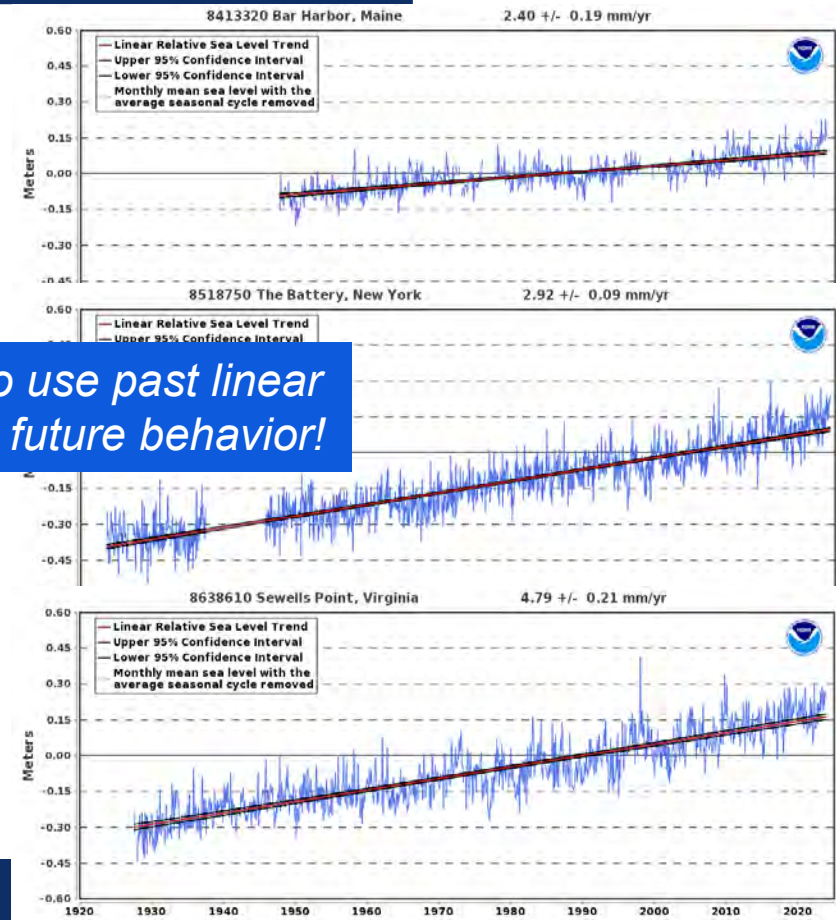 8413320 Bar Harbor, Maine 2.40 +/- 0.19 mm/yr
0.60
0.45
0.30
0.15
0.00
-0.15
-0.30
-0.45
Meters
Linear Relative Sea Level Trend
Upper 95% Confidence Interval
Lower 95% Confidence Interval
Monthly mean sea level with the
average seasonal cycle removed
8518750 The Battery, New York 2.92 +/- 0.09 mm/yr
0.60
Linear Relative Sea Level Trend
Upper 95% Confidence Interval
o use past linear
future behavior!
-0.15
-0.30
-0.45
8638610 Sewells Point, Virginia 4.79 +/- 0.21 mm/yr
0.60
0.45
0.30
0.15
0.00
-0.15
-0.30
-0.45
-0.60
Meters
Linear Relative Sea Level Trend
Upper 95% Confidence Interval
Lower 95% Confidence Interval
Monthly mean sea level with the
average seasonal cycle removed
1920 1930 1940 1950 1960 1970 1980 1990 2000 2010 2020